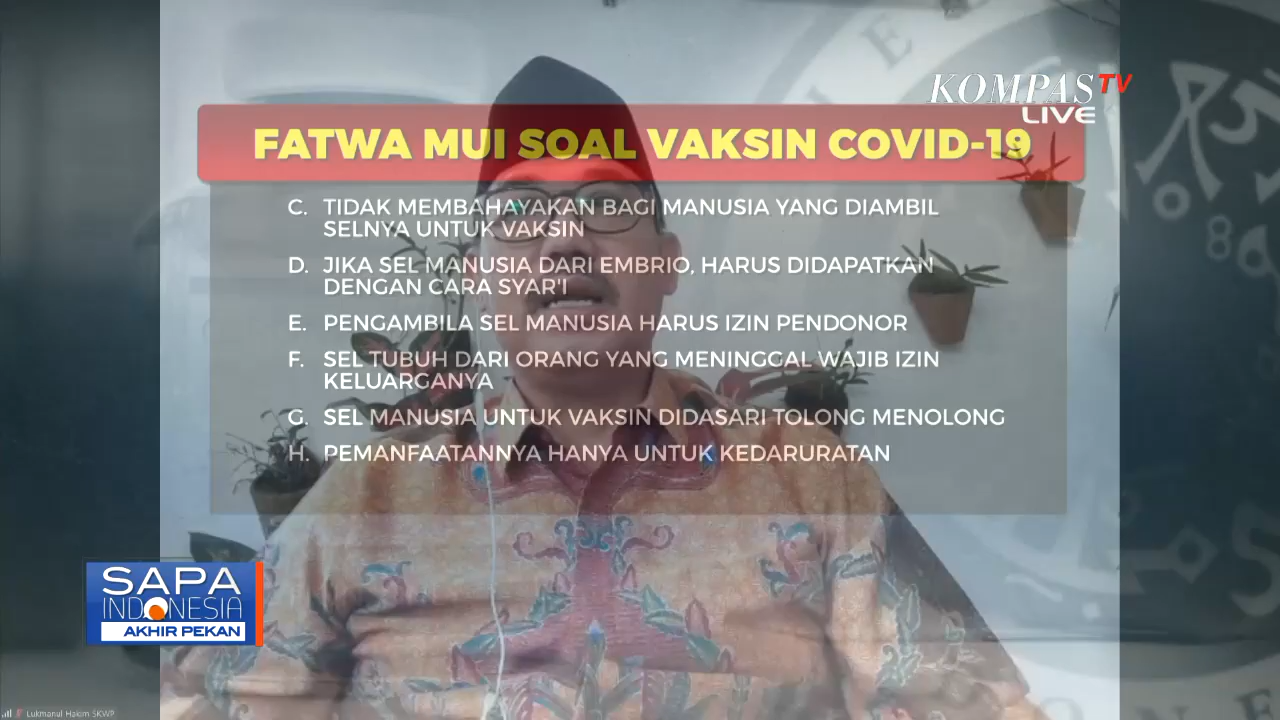 KOMPAS TV
LIVE
FATWA MUI SOAL VAKSIN COVID-19
C. TIDAK MEMBAHAYAKAN BAGI MANUSIA YANG DIAMBIL
SELNYA UNTUK VAKSIN
D. JIKA SEL MANUSIA DARI EMBRIO, HARUS DIDAPATKAN
DENGAN CARA SYAR'I
E. PENGAMBILA SEL MANUSIA HARUS IZIN PENDONOR
F. SEL TUBUH DARI ORANG YANG MENINGGAL WAJIB IZIN
KELUARGANYA
G. SEL MANUSIA UNTUK VAKSIN DIDASARI TOLONG MENOLONG
H. PEMANFAATANNYA HANYA UNTUK KEDARURATAN
SAPA
INDONESIA
AKHIR PEKAN
Lukmanul Hakim SKWP